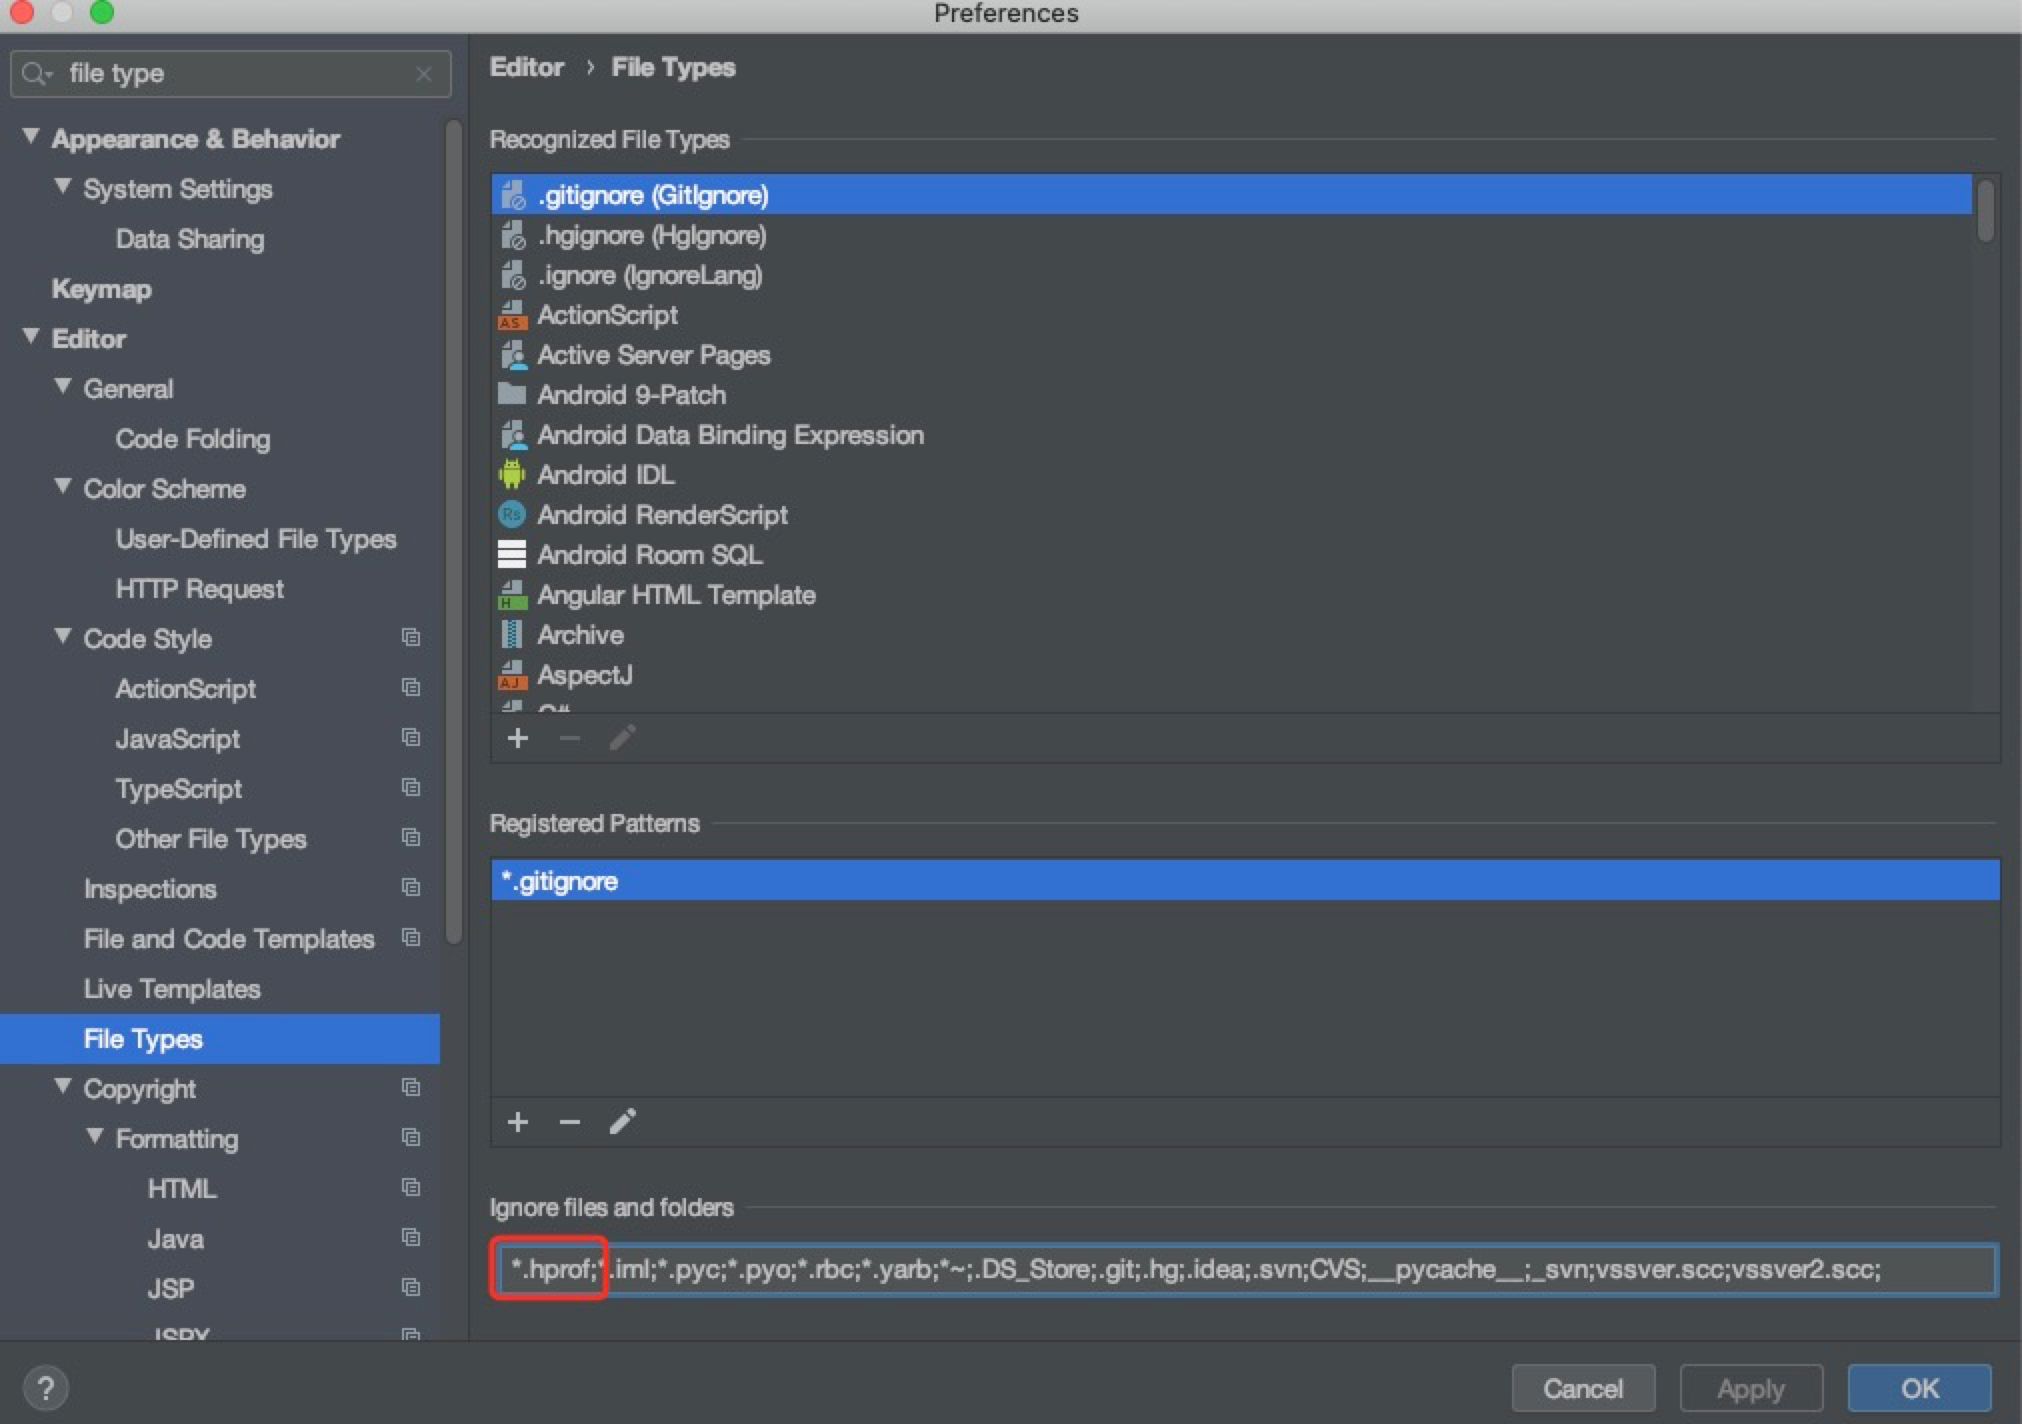 Preferences
file type
Appearance & Behavior
System Settings
Data Sharing
Keymap
Editor
General
Code Folding
Color Scheme
User-Defined File Types
HTTP Request
Code Style
ActionScript
JavaScript
TypeScript
Other File Types
Inspections
File and Code Templates
Live Templates
File Types
Copyright
Formatting
HTML
Java
JSP
JSPX
Editor › File Types
Recognized File Types
.gitignore (GitIgnore)
.hgignore (HgIgnore)
.ignore (IgnoreLang)
AS ActionScript
Active Server Pages
Android 9-Patch
Android Data Binding Expression
Android IDL
Rs Android RenderScript
Android Room SQL
H Angular HTML Template
Archive
AJ AspectJ
C#
Registered Patterns
*.gitignore
Ignore files and folders
*.hprof;*.iml;*.pyc;*.pyo;*.rbc;*.yarb;*~;.DS_Store;.git;.hg;.idea;.svn;CVS;__pycache__;_svn;vssver.scc;vssver2.scc;
?
Cancel
Apply
OK